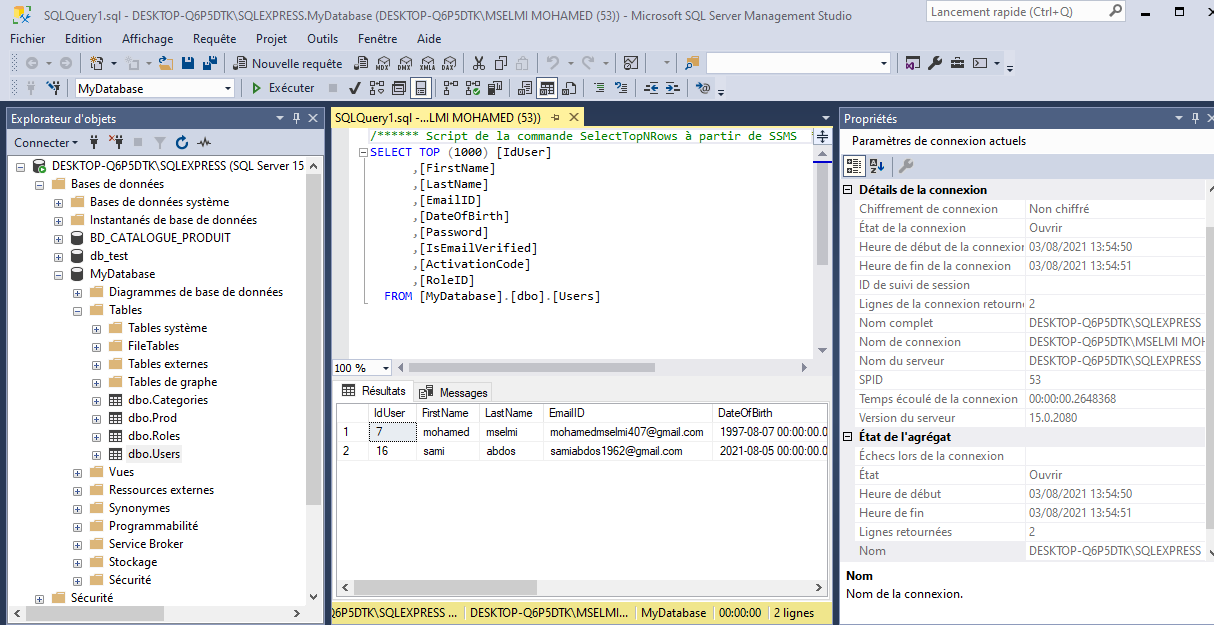 SQLQuery1.sql - DESKTOP-Q6P5DTK\SQLEXPRESS.MyDatabase (DESKTOP-Q6P5DTK\MSELMI MOHAMED (53)) - Microsoft SQL Server Management Studio
Lancement rapide (Ctrl+Q)
Fichier Edition Affichage Requête Projet Outils Fenêtre Aide
Nouvelle requête MDX DMX XMLA DAX
MyDatabase Exécuter
Explorateur d'objets
Connecter
DESKTOP-Q6P5DTK\SQLEXPRESS (SQL Server 15
Bases de données
Bases de données système
Instantanés de base de données
BD_CATALOGUE_PRODUIT
db_test
MyDatabase
Diagrammes de base de données
Tables
Tables système
FileTables
Tables externes
Tables de graphe
dbo.Categories
dbo.Prod
dbo.Roles
dbo.Users
Vues
Ressources externes
Synonymes
Programmabilité
Service Broker
Stockage
Sécurité
Sécurité
SQLQuery1.sql -...LMI MOHAMED (53))
/****** Script de la commande SelectTopNRows à partir de SSMS
SELECT TOP (1000) [IdUser]
,[FirstName]
,[LastName]
,[EmailID]
,[DateOfBirth]
,[Password]
,[IsEmailVerified]
,[ActivationCode]
,[RoleID]
FROM [MyDatabase].[dbo].[Users]
100 %
Résultats Messages
IdUser FirstName LastName EmailID DateOfBirth
1 7 mohamed mselmi mohamedmselmi407@gmail.com 1997-08-07 00:00:00.0
2 16 sami abdos samiabdos1962@gmail.com 2021-08-05 00:00:00.0
Q6P5DTK\SQLEXPRESS ... DESKTOP-Q6P5DTK\MSELMI... MyDatabase 00:00:00 2 lignes
Propriétés
Paramètres de connexion actuels
Détails de la connexion
Chiffrement de connexion Non chiffré
État de la connexion Ouvrir
Heure de début de la connexion 03/08/2021 13:54:50
Heure de fin de la connexion 03/08/2021 13:54:51
ID de suivi de session
Lignes de la connexion retourn 2
Nom complet DESKTOP-Q6P5DTK\SQLEXPRESS
Nom de connexion DESKTOP-Q6P5DTK\MSELMI MOH
Nom du serveur DESKTOP-Q6P5DTK\SQLEXPRESS
SPID 53
Temps écoulé de la connexion 00:00:00.2648368
Version du serveur 15.0.2080
État de l'agrégat
Échecs lors de la connexion
État Ouvrir
Heure de début 03/08/2021 13:54:50
Heure de fin 03/08/2021 13:54:51
Lignes retournées 2
Nom DESKTOP-Q6P5DTK\SQLEXPRESS
Nom
Nom de la connexion.